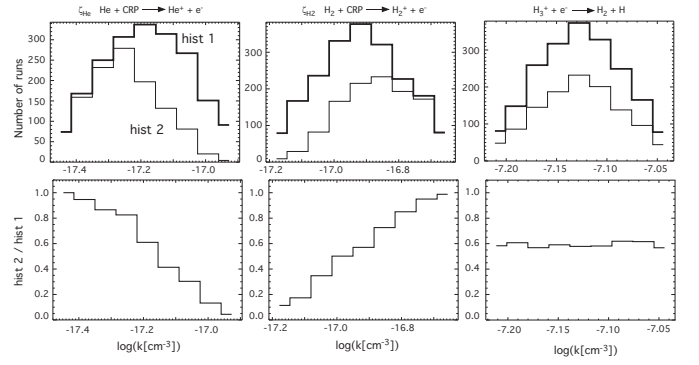 ζHe He + CRP → He⁺ + e⁻
ζH2 H₂ + CRP → H₂⁺ + e⁻
H₃⁺ + e⁻ → H₂ + H
Number of runs
300
250
200
150
100
50
0
hist 1
hist 2
-17.4 -17.2 -17.0
300
200
100
0
-17.2 -17.0 -16.8
300
200
100
0
-7.20 -7.15 -7.10 -7.05
hist 2 / hist 1
1.0
0.8
0.6
0.4
0.2
0.0
-17.4 -17.2 -17.0
log(k[cm⁻³])
1.0
0.8
0.6
0.4
0.2
0.0
-17.2 -17.0 -16.8
log(k[cm⁻³])
1.0
0.8
0.6
0.4
0.2
0.0
-7.20 -7.15 -7.10 -7.05
log(k[cm⁻³])